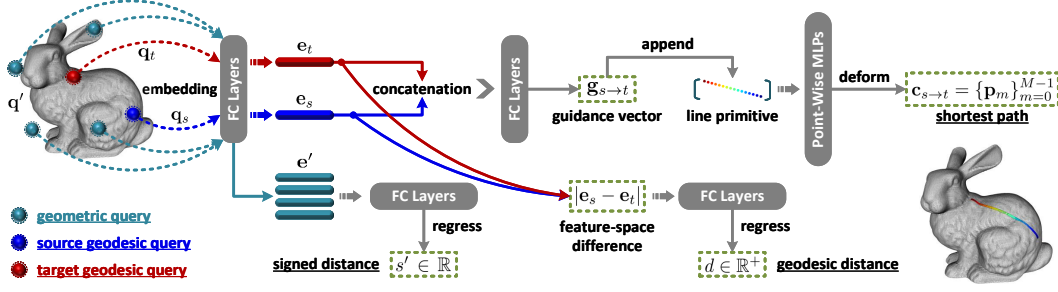 q′
q_t
q_s
embedding
FC Layers
e_t
e_s
e′
concatenation
FC Layers
g_{s→t}
guidance vector
append
line primitive
Point-Wise MLPs
deform
c_{s→t} = {p_m}_{m=0}^{M−1}
shortest path
FC Layers
regress
signed distance
s′ ∈ ℝ
|e_s − e_t|
feature-space
difference
FC Layers
regress
d ∈ ℝ⁺
geodesic distance
geometric query
source geodesic query
target geodesic query